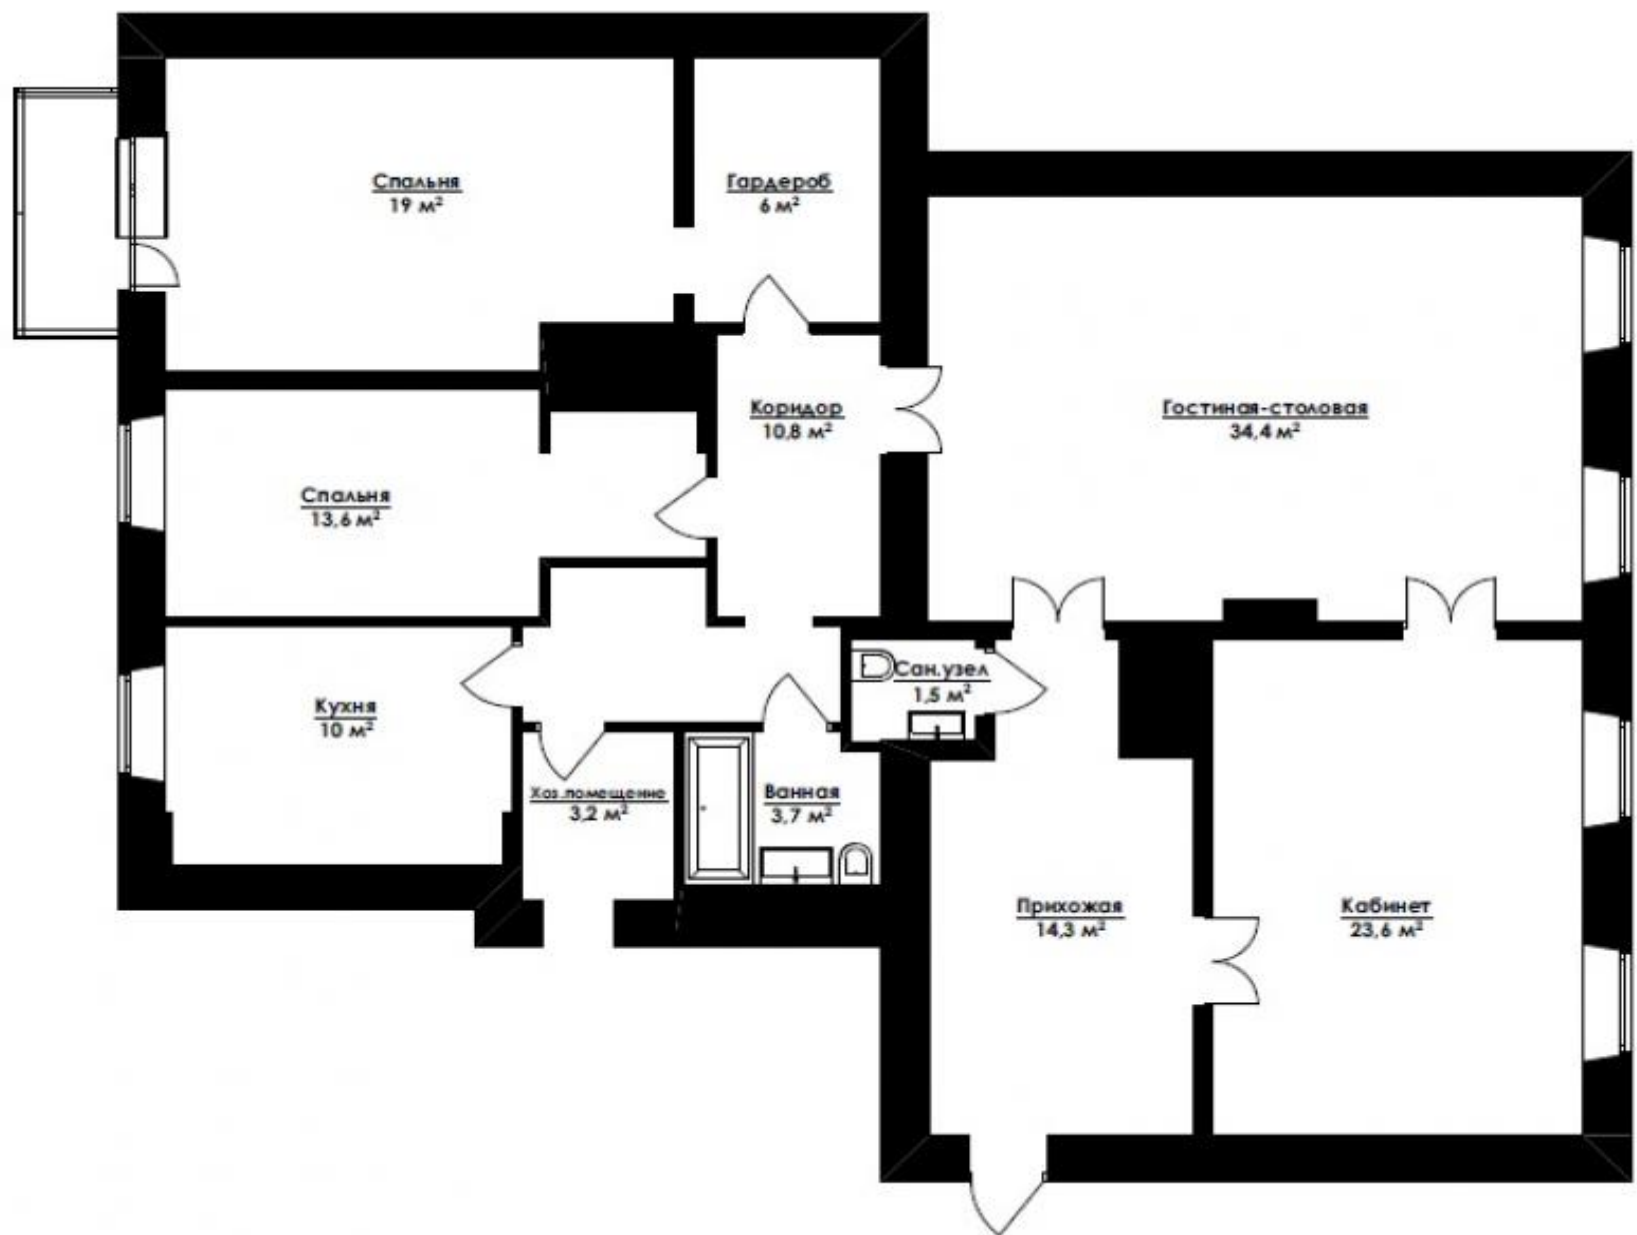 Спальня
19 м²
Гардероб
6 м²
Коридор
10,8 м²
Гостиная-столовая
34,4 м²
Спальня
13,6 м²
Сан.узел
1,5 м²
Кухня
10 м²
Хоз.помещение
3,2 м²
Ванная
3,7 м²
Прихожая
14,3 м²
Кабинет
23,6 м²